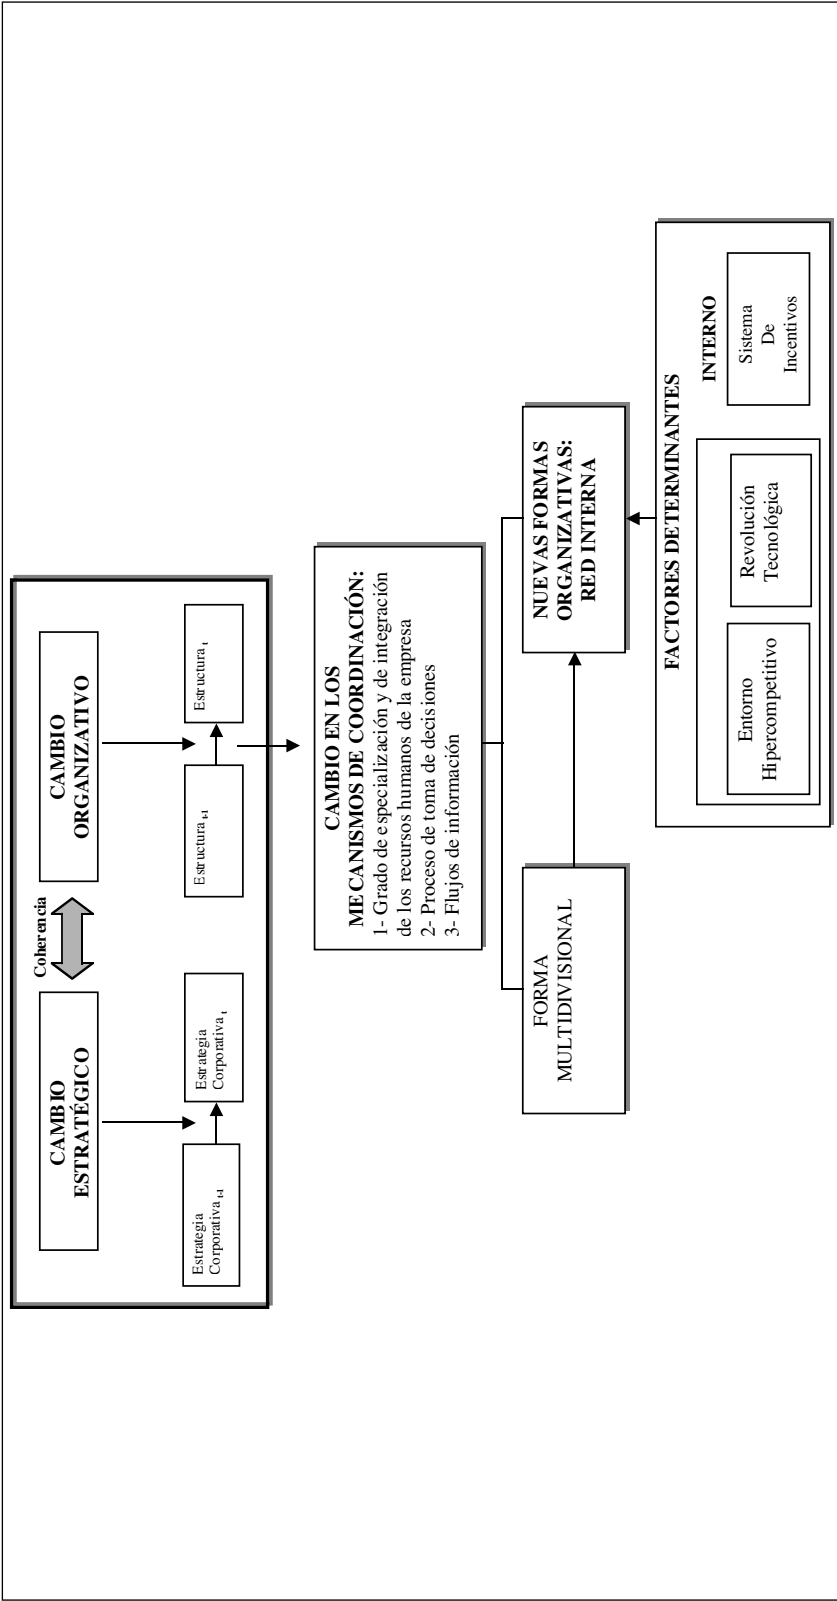 Coherencia
CAMBIO
ESTRATÉGICO
CAMBIO
ORGANIZATIVO
Estrategia
Corporativa t-1
Estrategia
Corporativa t
Estructura t-1
Estructura t
CAMBIO EN LOS
MECANISMOS DE COORDINACIÓN:
1- Grado de especialización y de integración
de los recursos humanos de la empresa
2- Proceso de toma de decisiones
3- Flujos de información
FORMA
MULTIDIVISIONAL
NUEVAS FORMAS
ORGANIZATIVAS:
RED INTERNA
FACTORES DETERMINANTES
INTERNO
Entorno
Hipercompetitivo
Revolución
Tecnológica
Sistema
De
Incentivos